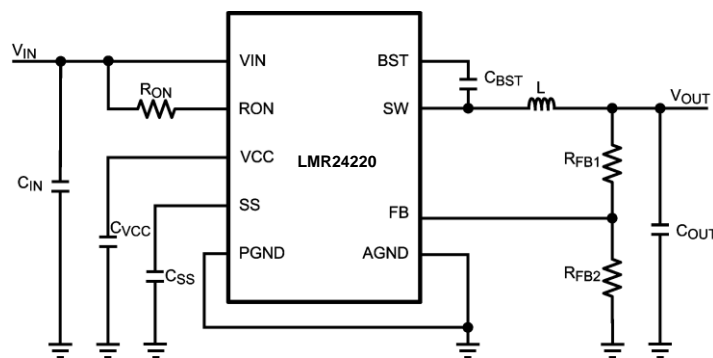 VIN
VIN
BST
CBST
L
VOUT
RON
RON
SW
LMR24220
VCC
RFB1
CIN
SS
FB
CVCC
COUT
PGND
AGND
CSS
RFB2